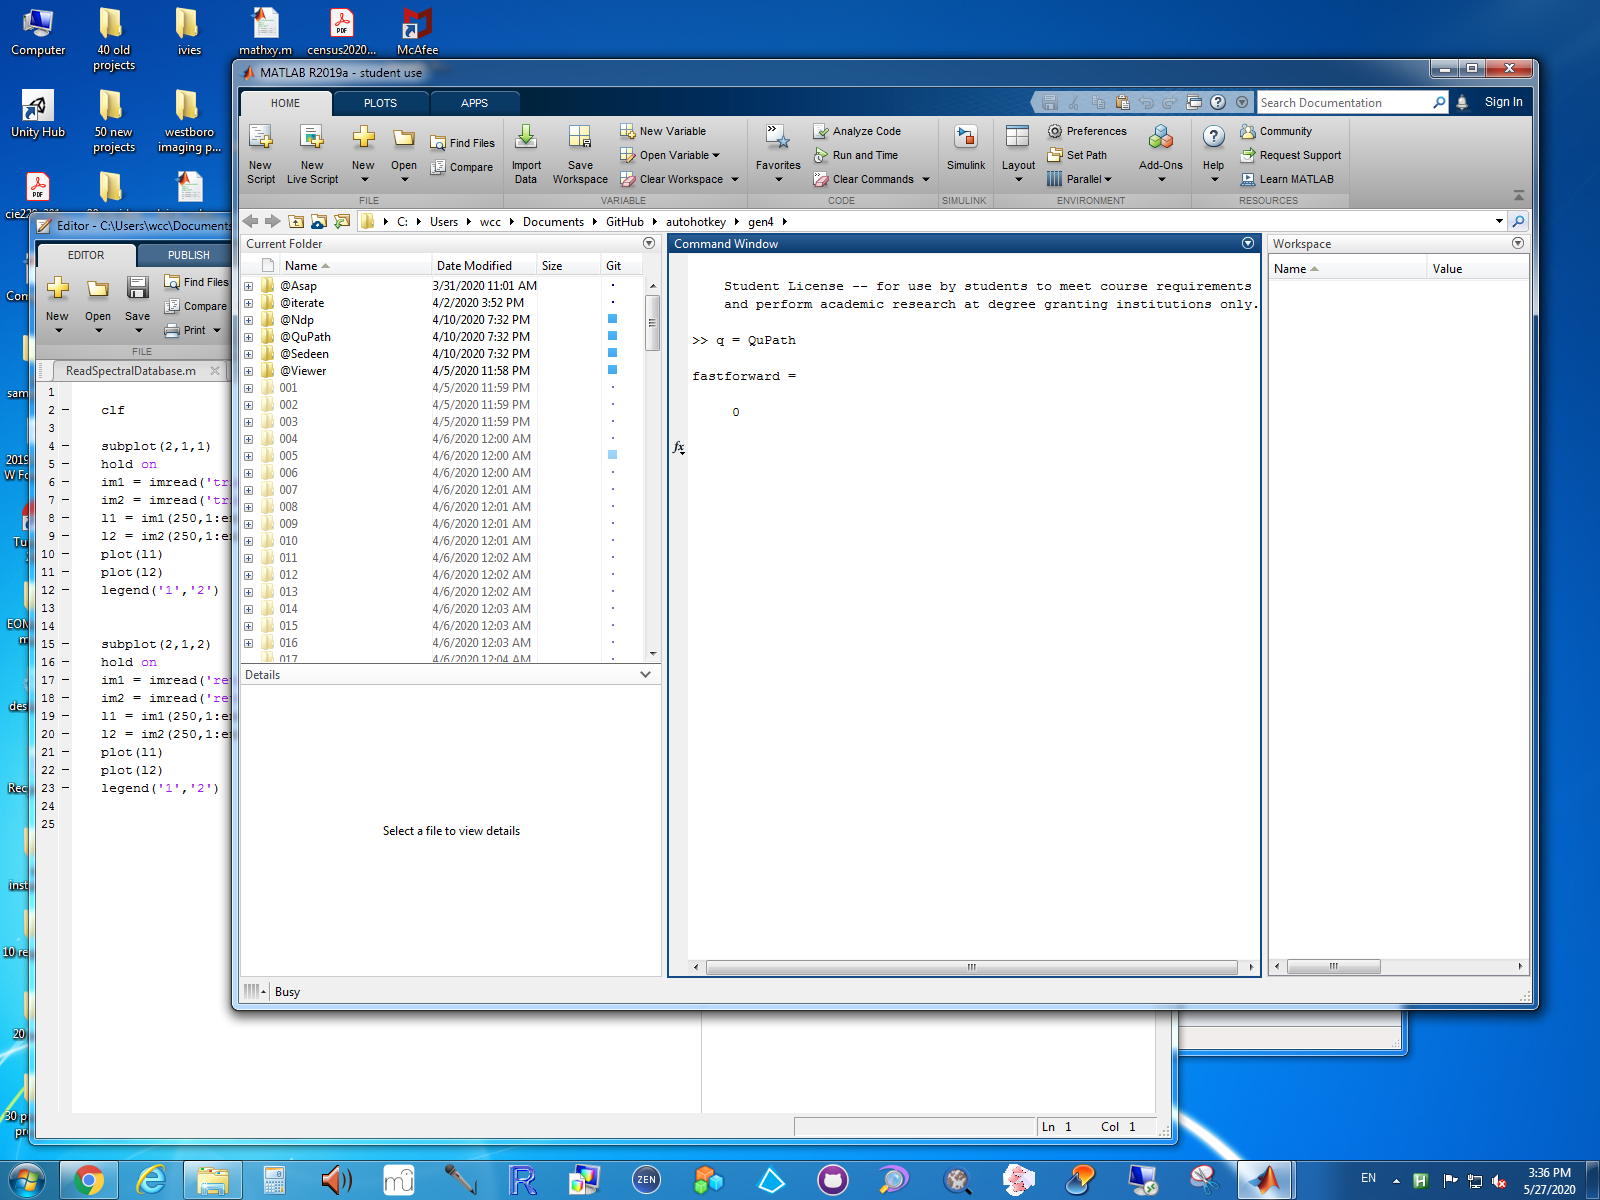 Computer
40 old projects
ivies
mathxy.m
census2020...
McAfee
Unity Hub
50 new projects
westboro imaging p...
MATLAB R2019a - student use
HOME
PLOTS
APPS
Search Documentation
Sign In
New Script
New Live Script
New
Open
Find Files
Compare
Import Data
Save Workspace
New Variable
Open Variable
Clear Workspace
Favorites
Analyze Code
Run and Time
Clear Commands
Simulink
Layout
Preferences
Set Path
Parallel
Add-Ons
Help
Community
Request Support
Learn MATLAB
FILE
VARIABLE
CODE
SIMULINK
ENVIRONMENT
RESOURCES
C: Users wcc Documents GitHub autohotkey gen4
Current Folder
Name
Date Modified
Size
Git
@Asap 3/31/2020 11:01 AM
@iterate 4/2/2020 3:52 PM
@Ndp 4/10/2020 7:32 PM
@QuPath 4/10/2020 7:32 PM
@Sedeen 4/10/2020 7:32 PM
@Viewer 4/5/2020 11:58 PM
001 4/5/2020 11:59 PM
002 4/5/2020 11:59 PM
003 4/5/2020 11:59 PM
004 4/6/2020 12:00 AM
005 4/6/2020 12:00 AM
006 4/6/2020 12:00 AM
007 4/6/2020 12:01 AM
008 4/6/2020 12:01 AM
009 4/6/2020 12:01 AM
010 4/6/2020 12:01 AM
011 4/6/2020 12:02 AM
012 4/6/2020 12:02 AM
013 4/6/2020 12:02 AM
014 4/6/2020 12:03 AM
015 4/6/2020 12:03 AM
016 4/6/2020 12:03 AM
017 4/6/2020 12:04 AM
Details
Select a file to view details
Command Window
Student License -- for use by students to meet course requirements
and perform academic research at degree granting institutions only.
>> q = QuPath
fastforward =
0
fx
Workspace
Name
Value
Busy
Editor - C:\Users\wcc\Documents
EDITOR
PUBLISH
New
Open
Save
Find Files
Compare
Print
FILE
ReadSpectralDatabase.m
1
2 - clf
3
4 - subplot(2,1,1)
5 - hold on
6 - im1 = imread('tr
7 - im2 = imread('tr
8 - l1 = im1(250,1:e
9 - l2 = im2(250,1:e
10 - plot(l1)
11 - plot(l2)
12 - legend('1','2')
13
14
15 - subplot(2,1,2)
16 - hold on
17 - im1 = imread('re
18 - im2 = imread('re
19 - l1 = im1(250,1:e
20 - l2 = im2(250,1:e
21 - plot(l1)
22 - plot(l2)
23 - legend('1','2')
24
25
Ln 1 Col 1
ZEN
EN
3:36 PM
5/27/2020